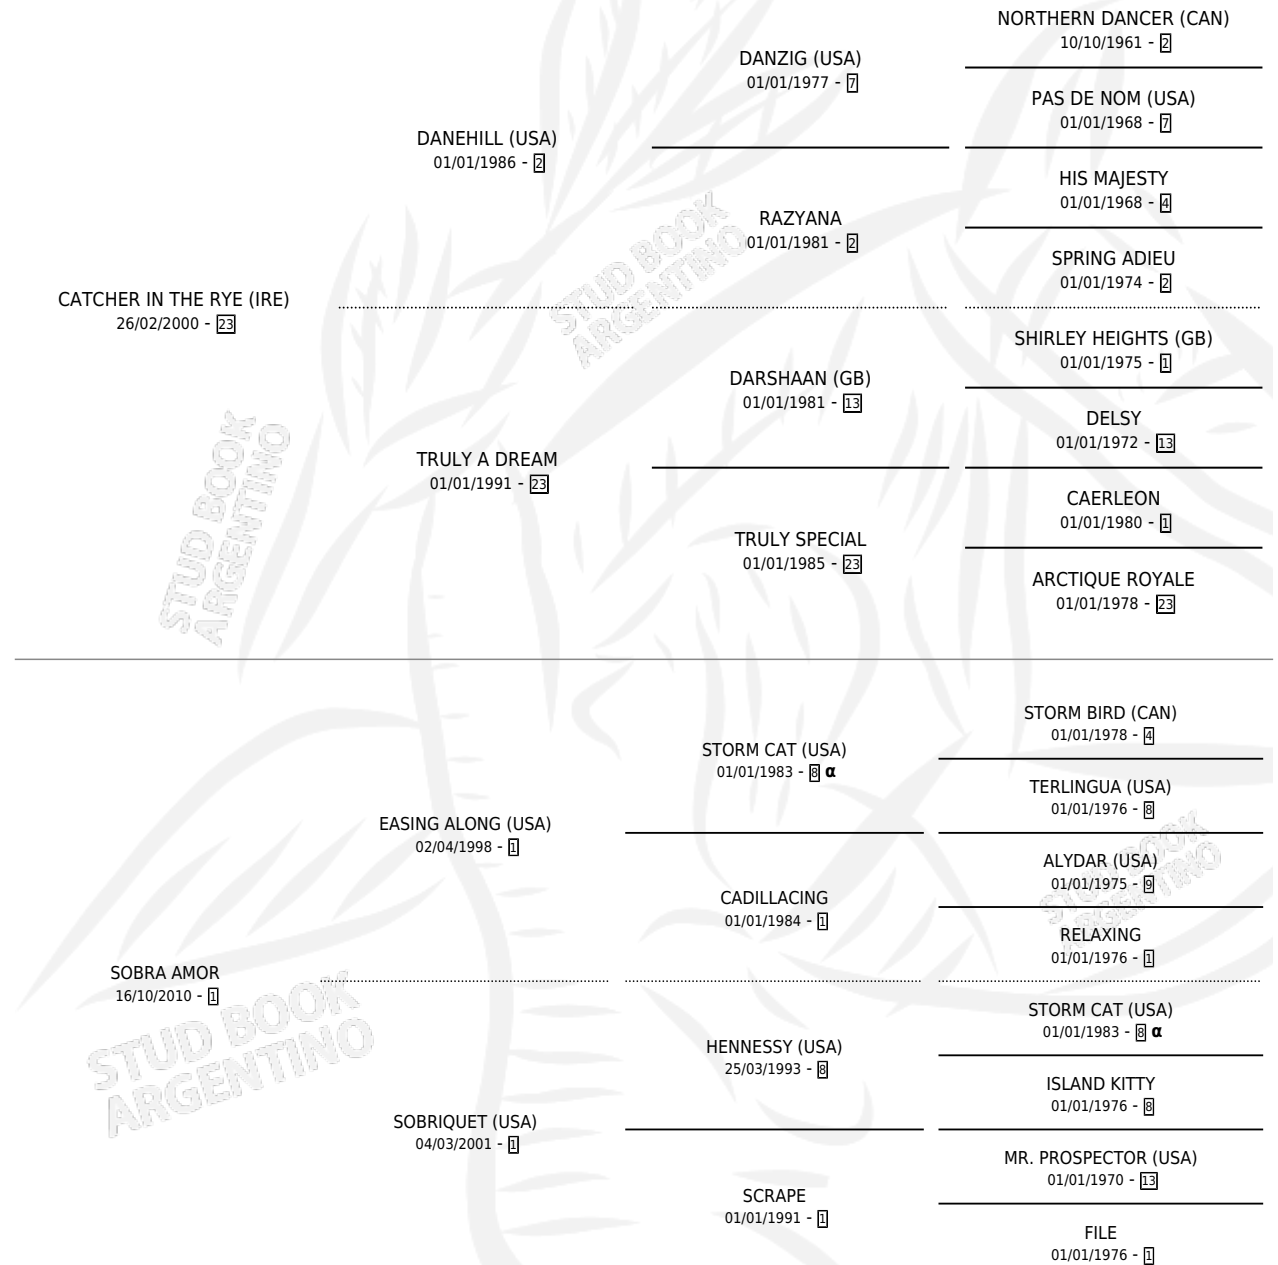 NORTHERN DANCER (CAN)
10/10/1961 - 2
DANZIG (USA)
01/01/1977 - 7
PAS DE NOM (USA)
01/01/1968 - 7
DANEHILL (USA)
01/01/1986 - 2
HIS MAJESTY
01/01/1968 - 4
RAZYANA
01/01/1981 - 2
SPRING ADIEU
01/01/1974 - 2
CATCHER IN THE RYE (IRE)
26/02/2000 - 23
SHIRLEY HEIGHTS (GB)
01/01/1975 - 1
DARSHAAN (GB)
01/01/1981 - 13
DELSY
01/01/1972 - 13
TRULY A DREAM
01/01/1991 - 23
CAERLEON
01/01/1980 - 1
TRULY SPECIAL
01/01/1985 - 23
ARCTIQUE ROYALE
01/01/1978 - 23
STORM BIRD (CAN)
01/01/1978 - 4
STORM CAT (USA)
01/01/1983 - 8 α
TERLINGUA (USA)
01/01/1976 - 8
EASING ALONG (USA)
02/04/1998 - 1
ALYDAR (USA)
01/01/1975 - 9
CADILLACING
01/01/1984 - 1
RELAXING
01/01/1976 - 1
SOBRA AMOR
16/10/2010 - 1
STORM CAT (USA)
01/01/1983 - 8 α
HENNESSY (USA)
25/03/1993 - 8
ISLAND KITTY
01/01/1976 - 8
SOBRIQUET (USA)
04/03/2001 - 1
MR. PROSPECTOR (USA)
01/01/1970 - 13
SCRAPE
01/01/1991 - 1
FILE
01/01/1976 - 1
STUD BOOK
ARGENTINO
STUD BOOK
ARGENTINO
STUD BOOK
ARGENTINO
STUD BOOK
ARGENTINO